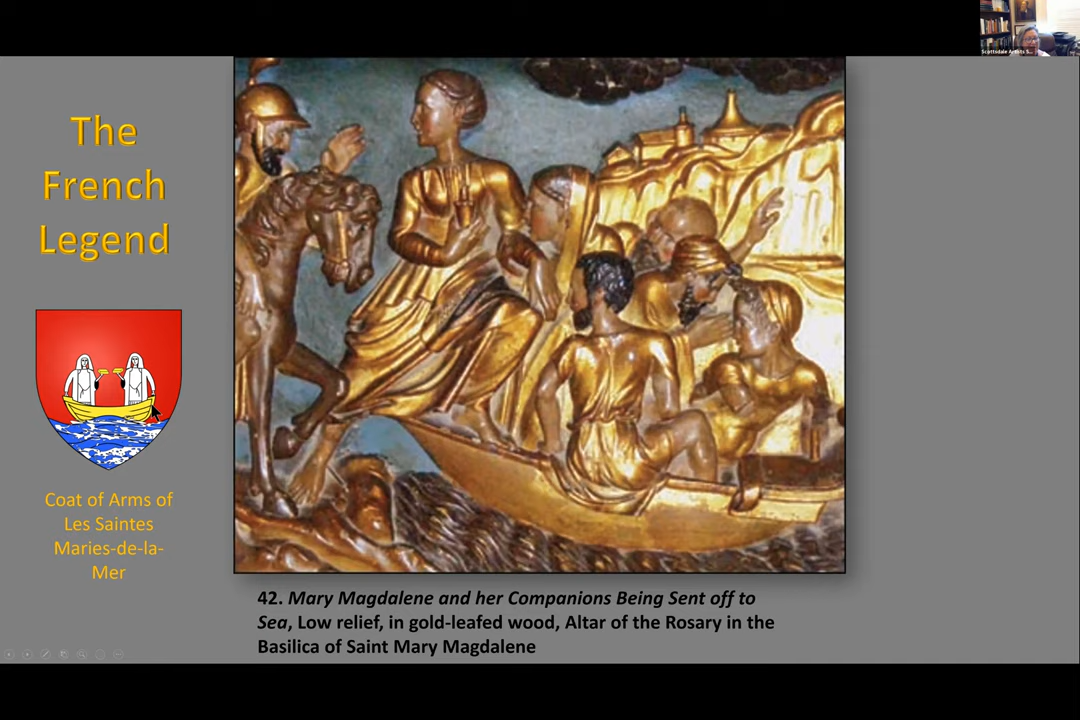 Scottsdale Artists S...
The
French
Legend
Coat of Arms of
Les Saintes
Maries-de-la-
Mer
42. Mary Magdalene and her Companions Being Sent off to
Sea, Low relief, in gold-leafed wood, Altar of the Rosary in the
Basilica of Saint Mary Magdalene